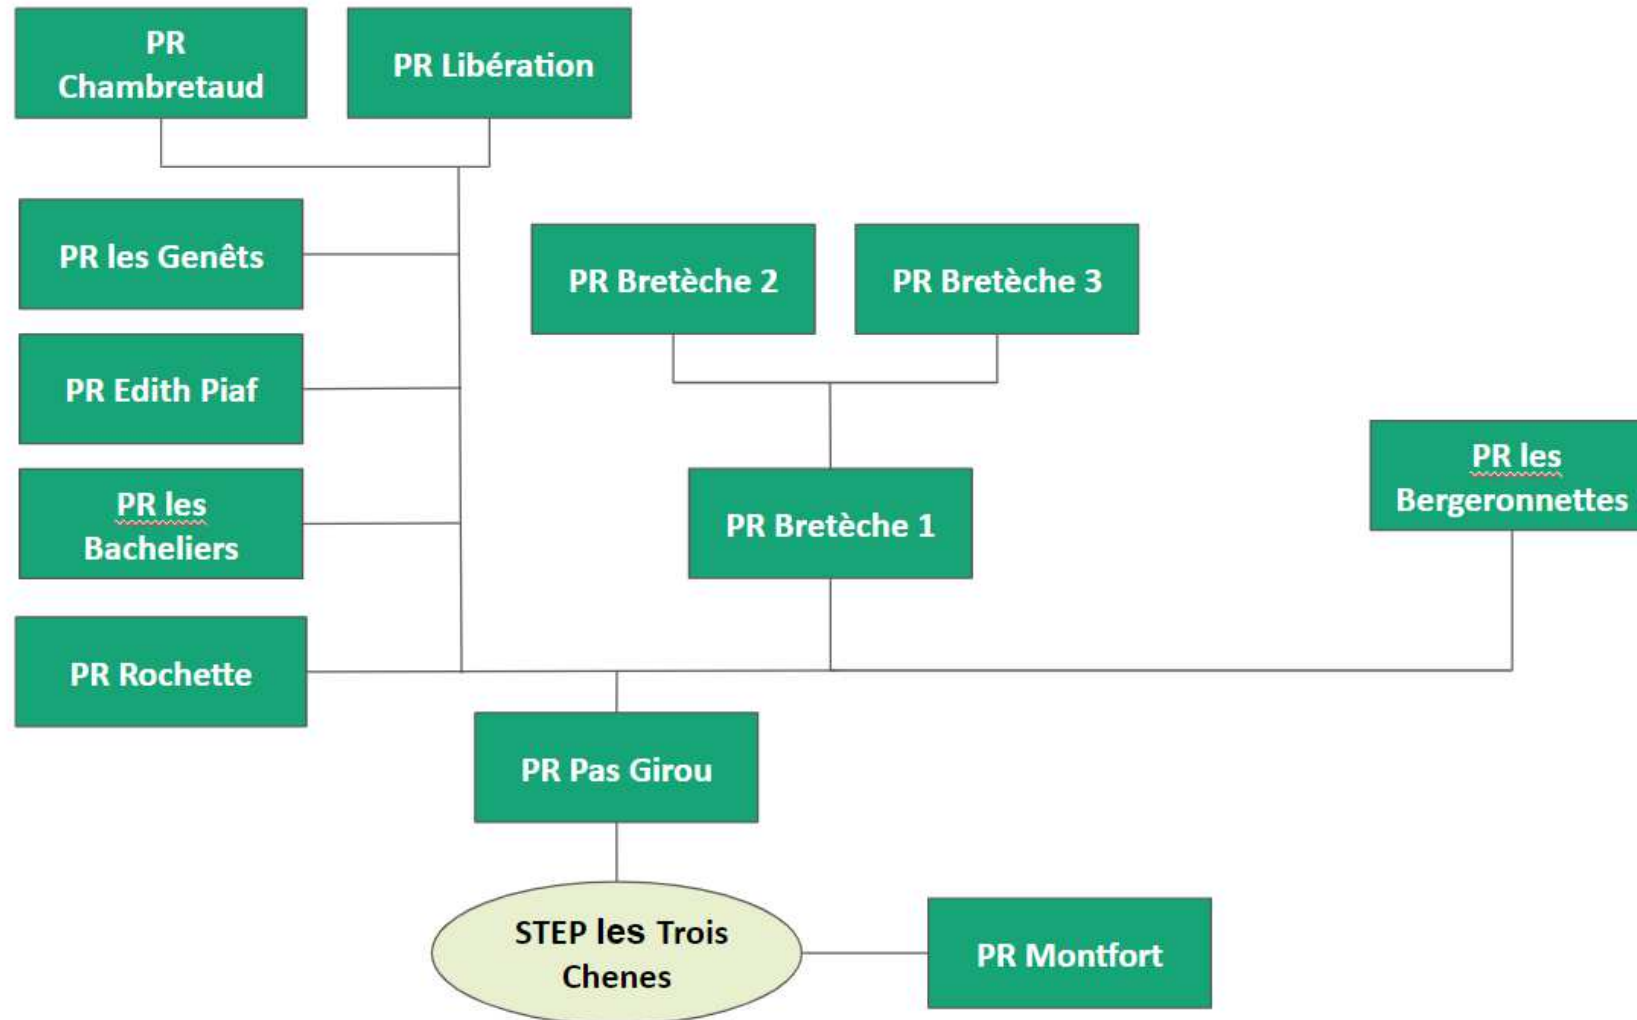 PR
Chambretaud
PR Libération
PR les Genêts
PR Bretèche 2
PR Bretèche 3
PR Edith Piaf
PR les
Bergeronnettes
PR les
Bacheliers
PR Bretèche 1
PR Rochette
PR Pas Girou
STEP les Trois
Chenes
PR Montfort